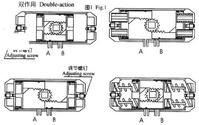 双作用 Double-action
图1 Fig.1
A B
A B
Adjusting screw
调节螺钉
Adjusting screw
A B
A B